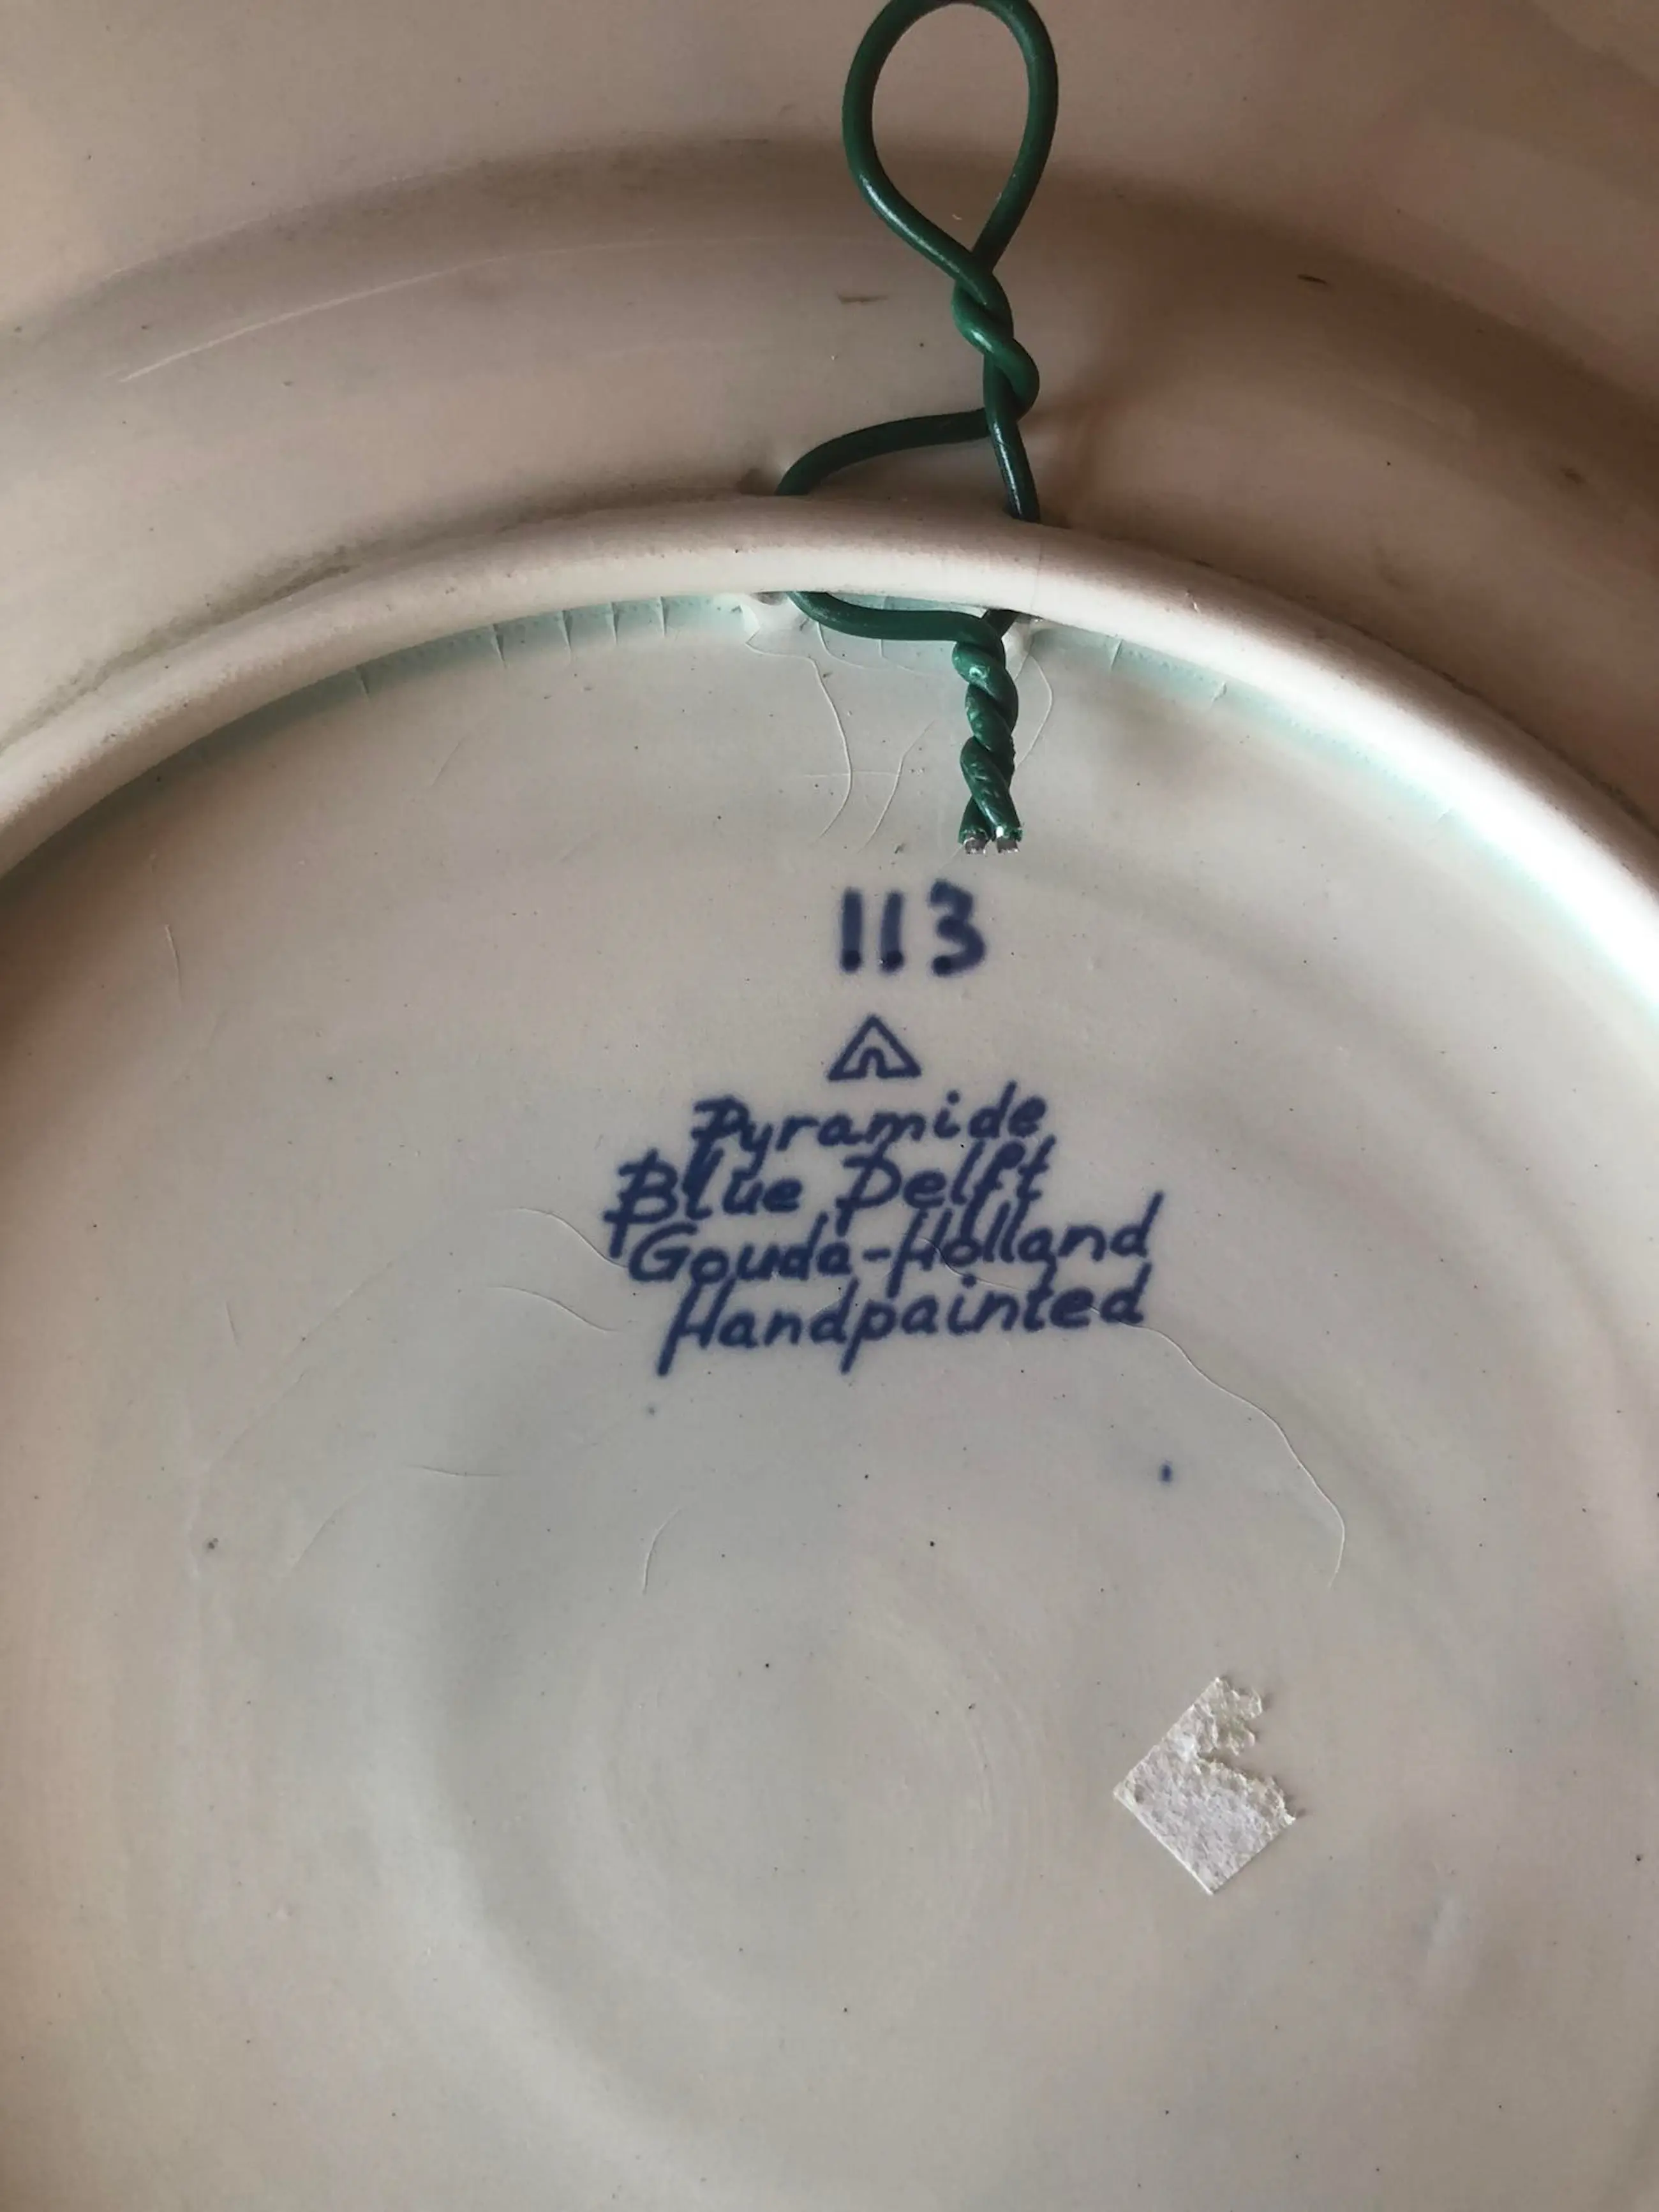 113
Pyramide
Blue Delft
Gouda-Holland
Handpainted